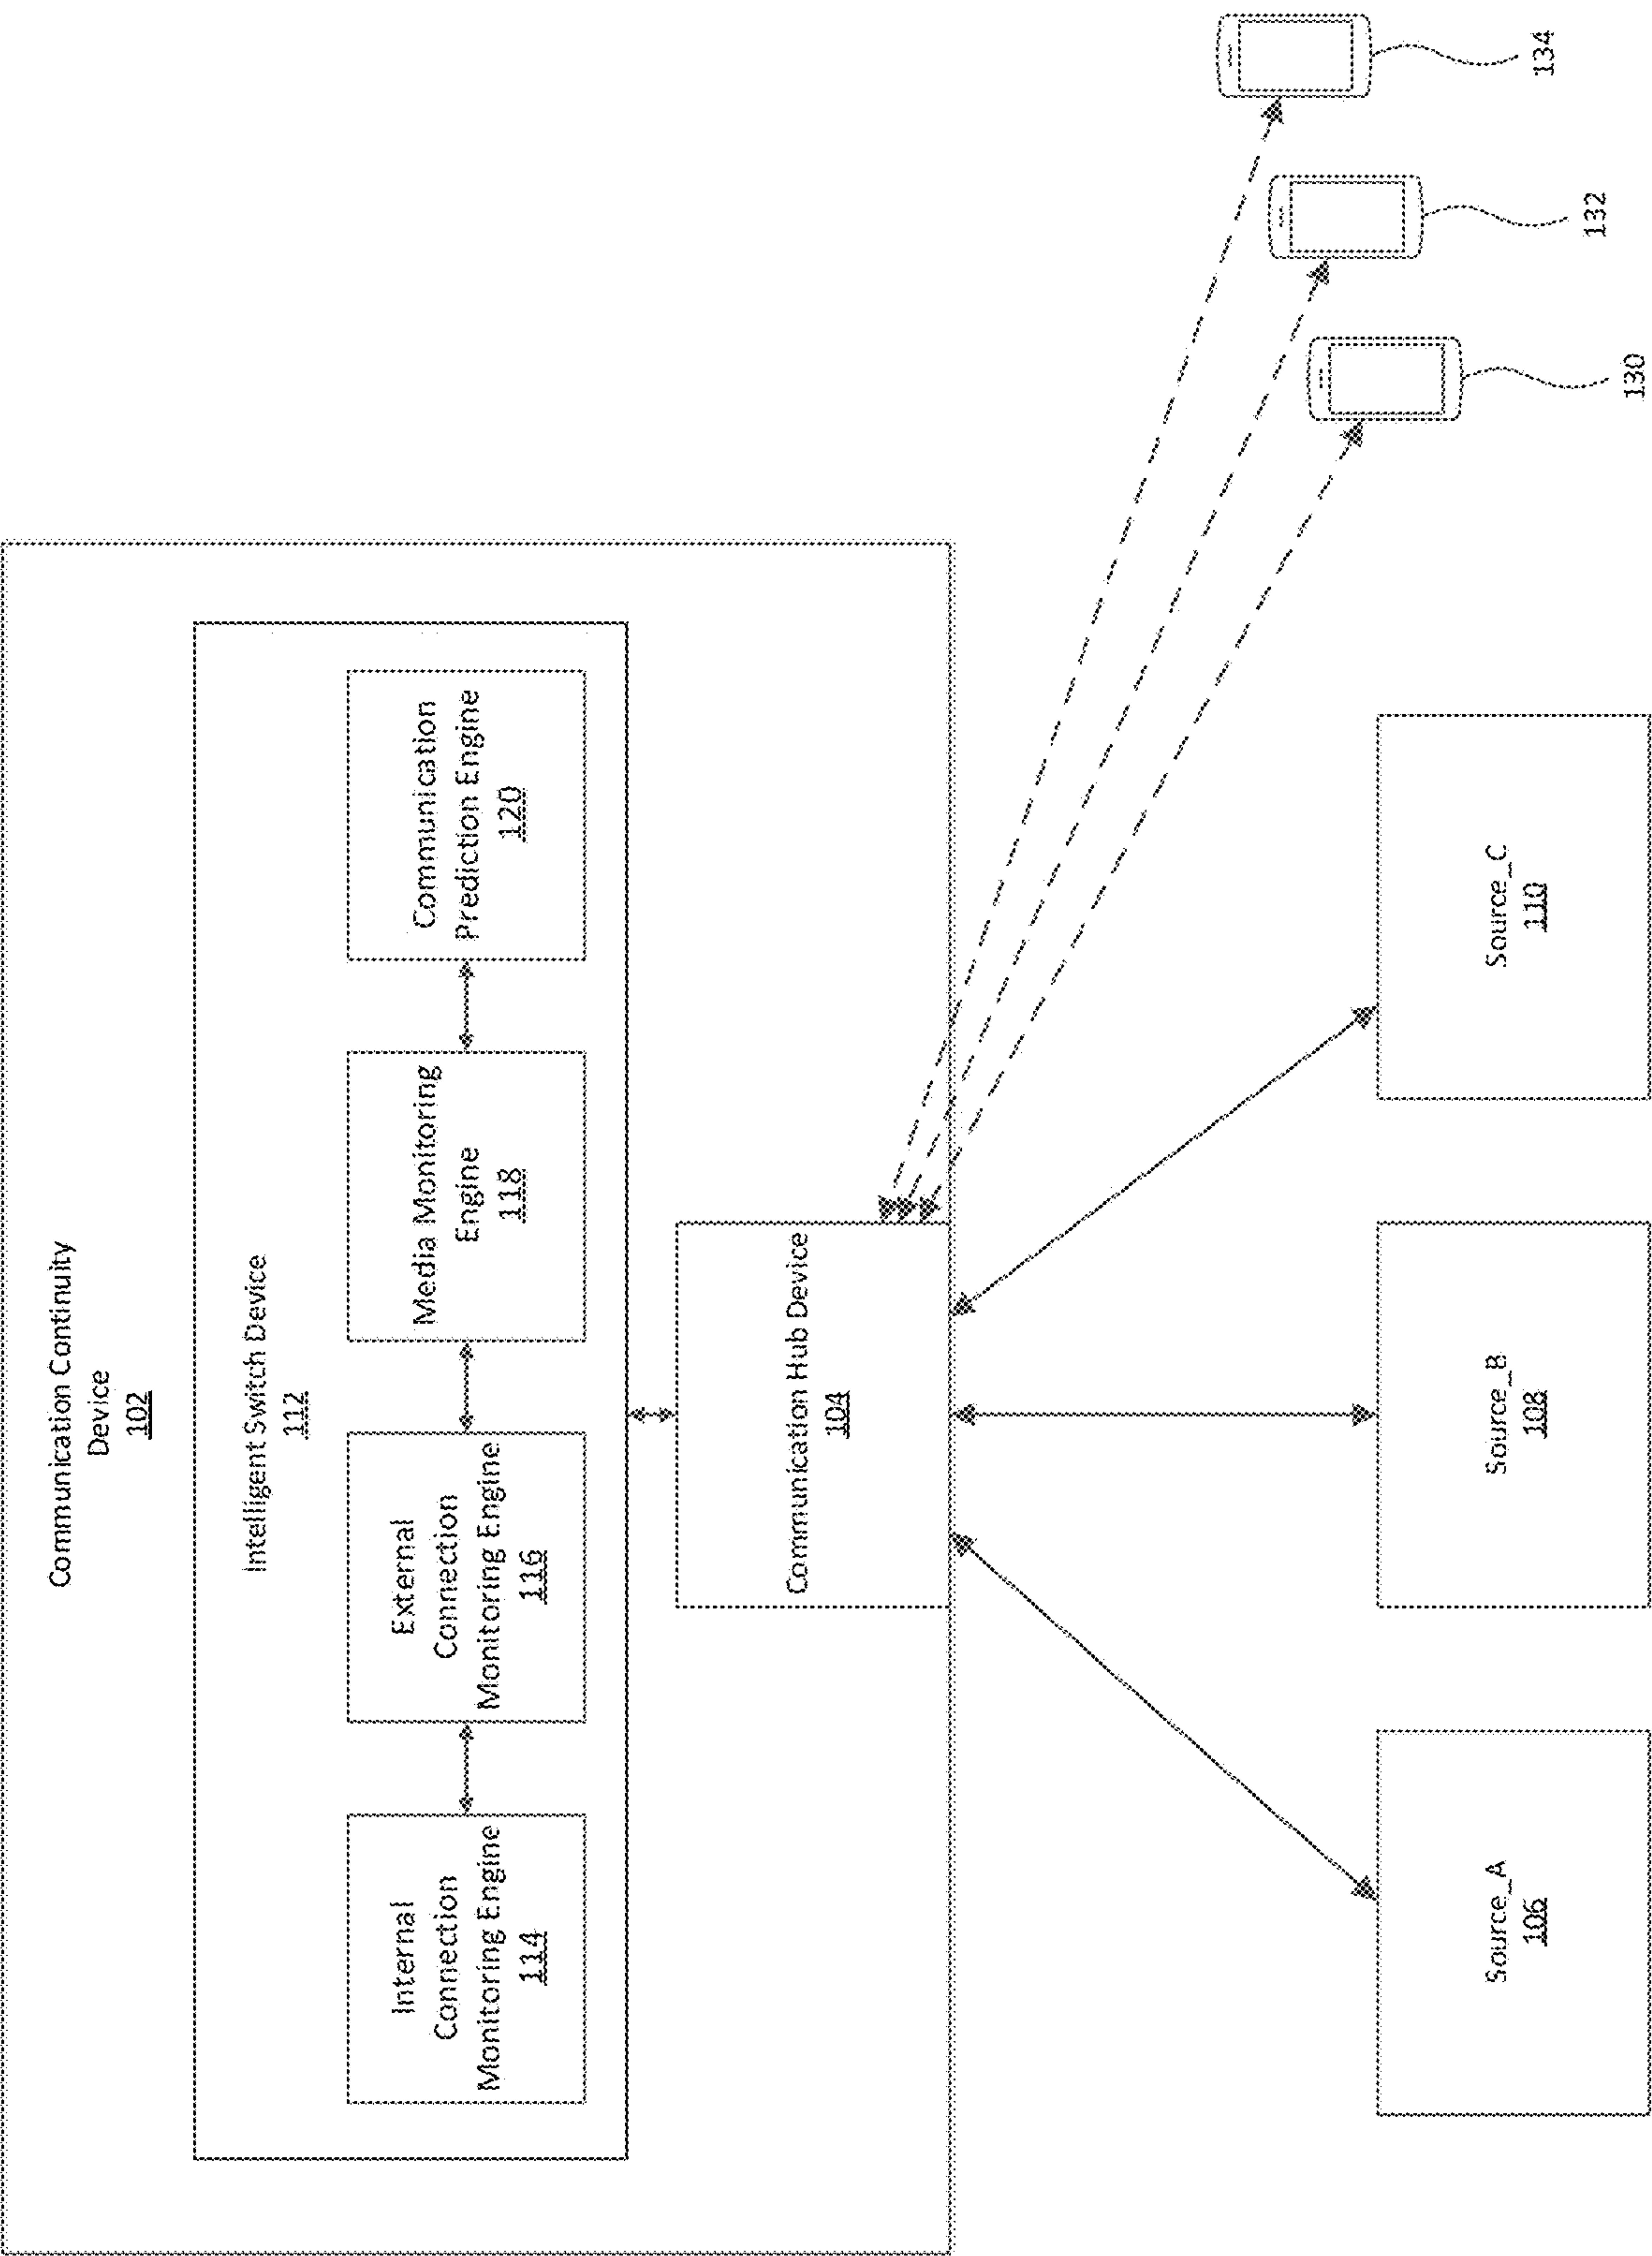 Communication Continuity
Device
102
Intelligent Switch Device
112
Internal
Connection
Monitoring Engine
114
External
Connection
Monitoring Engine
116
Media Monitoring
Engine
118
Communication
Prediction Engine
120
Communication Hub Device
104
Source_A
106
Source_B
108
Source_C
110
130
132
134